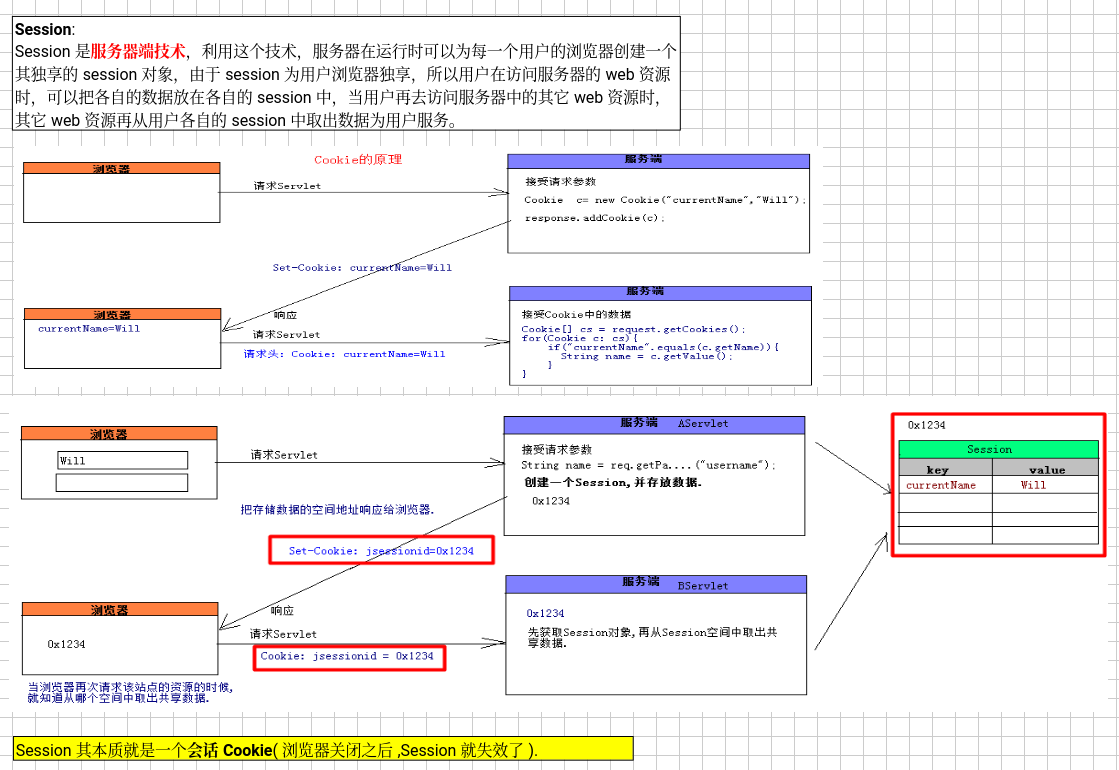 Session:
Session 是服务器端技术，利用这个技术，服务器在运行时可以为每一个用户的浏览器创建一个
其独享的 session 对象，由于 session 为用户浏览器独享，所以用户在访问服务器的 web 资源
时，可以把各自的数据放在各自的 session 中，当用户再去访问服务器中的其它 web 资源时，
其它 web 资源再从用户各自的 session 中取出数据为用户服务。
Cookie的原理
浏览器
请求Servlet
服务端
接受请求参数
Cookie c= new Cookie("currentName","Will");
response.addCookie(c);
Set-Cookie: currentName=Will
响应
浏览器
currentName=Will
请求Servlet
请求头: Cookie: currentName=Will
服务端
接受Cookie中的数据
Cookie[] cs = request.getCookies();
for(Cookie c: cs){
if("currentName".equals(c.getName)){
String name = c.getValue();
}
}
浏览器
Will
请求Servlet
服务端 AServlet
接受请求参数
String name = req.getPa....("username");
创建一个Session,并存放数据.
0x1234
0x1234
Session
key value
currentName Will
把存储数据的空间地址响应给浏览器.
Set-Cookie: jsessionid=0x1234
响应
浏览器
0x1234
请求Servlet
Cookie: jsessionid = 0x1234
服务端 BServlet
0x1234
先获取Session对象,再从Session空间中取出共
享数据.
当浏览器再次请求该站点的资源的时候,
就知道从哪个空间中取出共享数据.
Session 其本质就是一个会话 Cookie( 浏览器关闭之后 ,Session 就失效了 ).